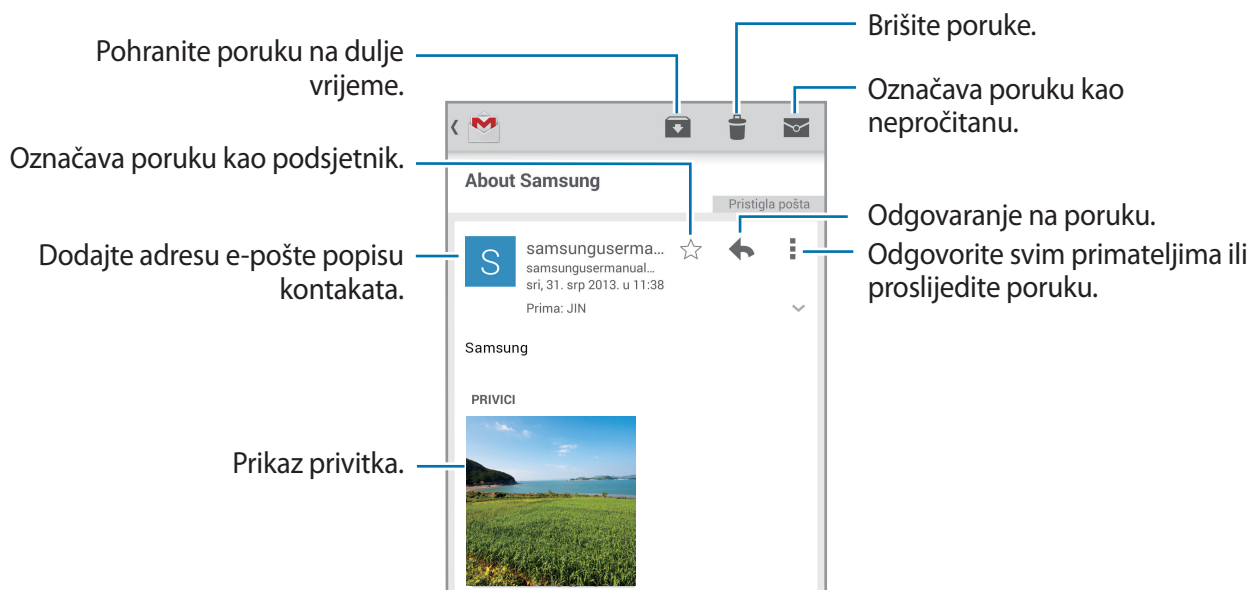 Pohranite poruku na dulje
vrijeme.
Brišite poruke.
Označava poruku kao
nepročitanu.
Označava poruku kao podsjetnik.
About Samsung
Pristigla pošta
Odgovaranje na poruku.
Odgovorite svim primateljima ili
proslijedite poruku.
Dodajte adresu e-pošte popisu
kontakata.
S
samsunguserma...
samsungusermanual...
sri, 31. srp 2013. u 11:38
Prima: JIN
Samsung
PRIVICI
Prikaz privitka.